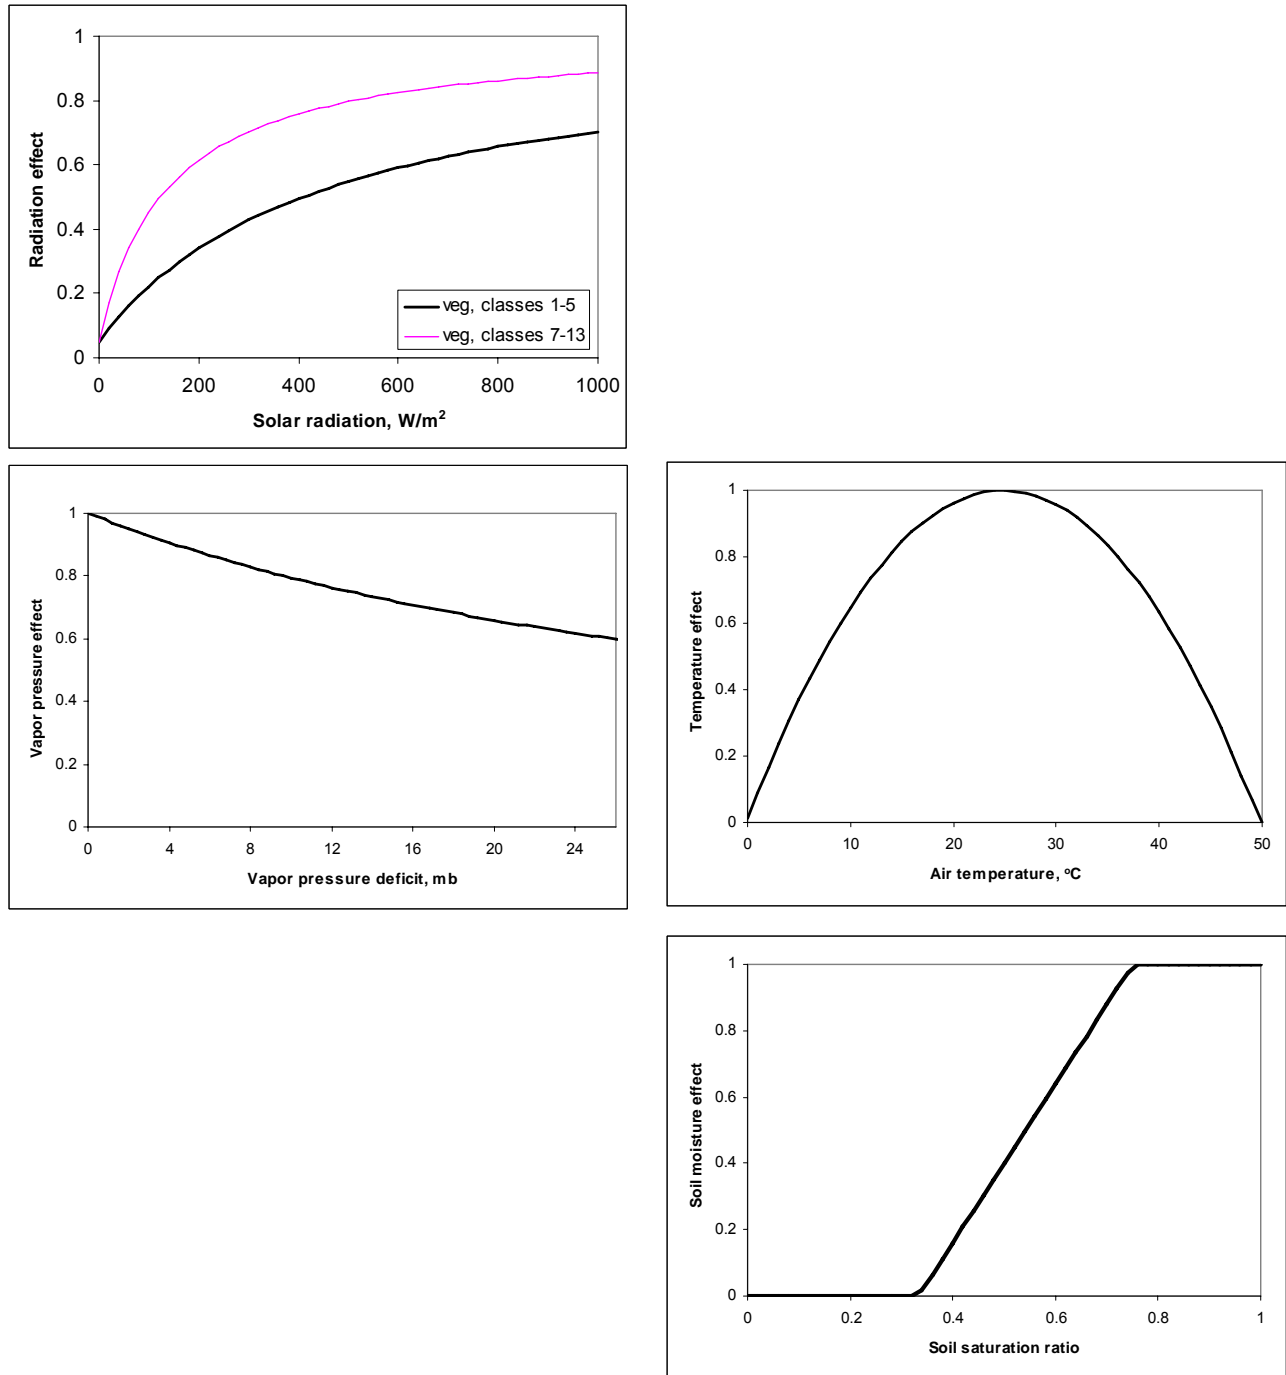 1
0.8
0.6
0.4
0.2
0
Radiation effect
veg, classes 1-5
veg, classes 7-13
0 200 400 600 800 1000
Solar radiation, W/m²
1
0.8
0.6
0.4
0.2
0
Vapor pressure effect
0 4 8 12 16 20 24
Vapor pressure deficit, mb
1
0.8
0.6
0.4
0.2
0
Temperature effect
0 10 20 30 40 50
Air temperature, ºC
1
0.8
0.6
0.4
0.2
0
Soil moisture effect
0 0.2 0.4 0.6 0.8 1
Soil saturation ratio